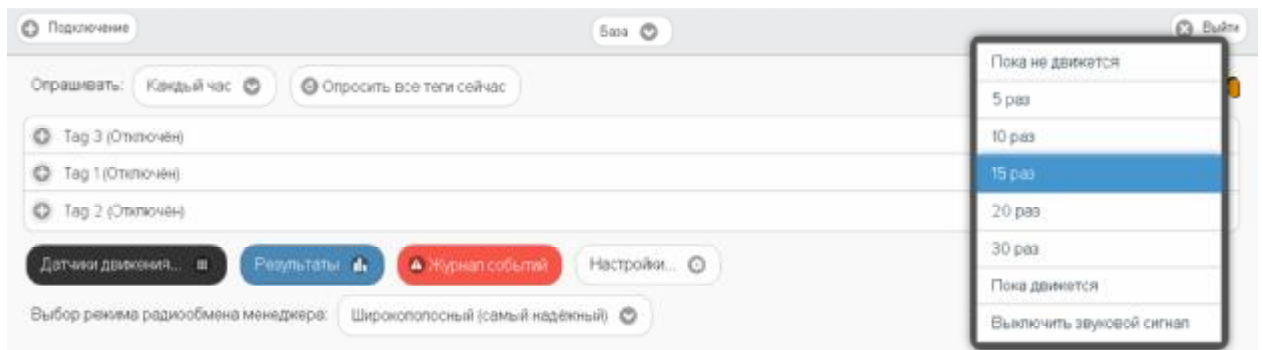 Подключение
База
Выйти
Опрашивать: Каждый час Опросить все теги сейчас
Tag 3 (Отключён)
Tag 1 (Отключён)
Tag 2 (Отключён)
Датчики движения... Результаты Журнал событий Настройки...
Выбор режима радиообмена менеджера: Широкополосный (самый надёжный)
Пока не движется
5 раз
10 раз
15 раз
20 раз
30 раз
Пока движется
Выключить звуковой сигнал